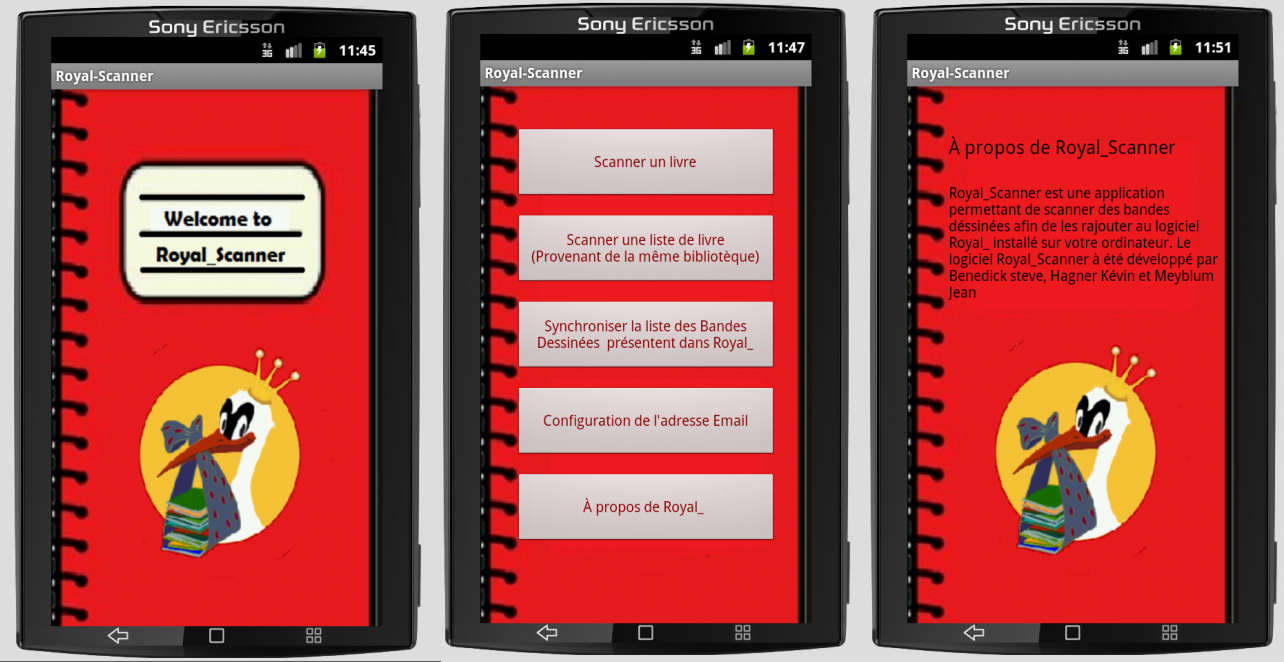 Sony Ericsson
3G
11:45
Royal-Scanner
Welcome to
Royal_Scanner
Sony Ericsson
3G
11:47
Royal-Scanner
Scanner un livre
Scanner une liste de livre
(Provenant de la même bibliotèque)
Synchroniser la liste des Bandes
Dessinées présentent dans Royal_
Configuration de l'adresse Email
À propos de Royal_
Sony Ericsson
3G
11:51
Royal-Scanner
À propos de Royal_Scanner
Royal_Scanner est une application
permettant de scanner des bandes
déssinées afin de les rajouter au logiciel
Royal_ installé sur votre ordinateur. Le
logiciel Royal_Scanner à été développé par
Benedick steve, Hagner Kévin et Meyblum
Jean